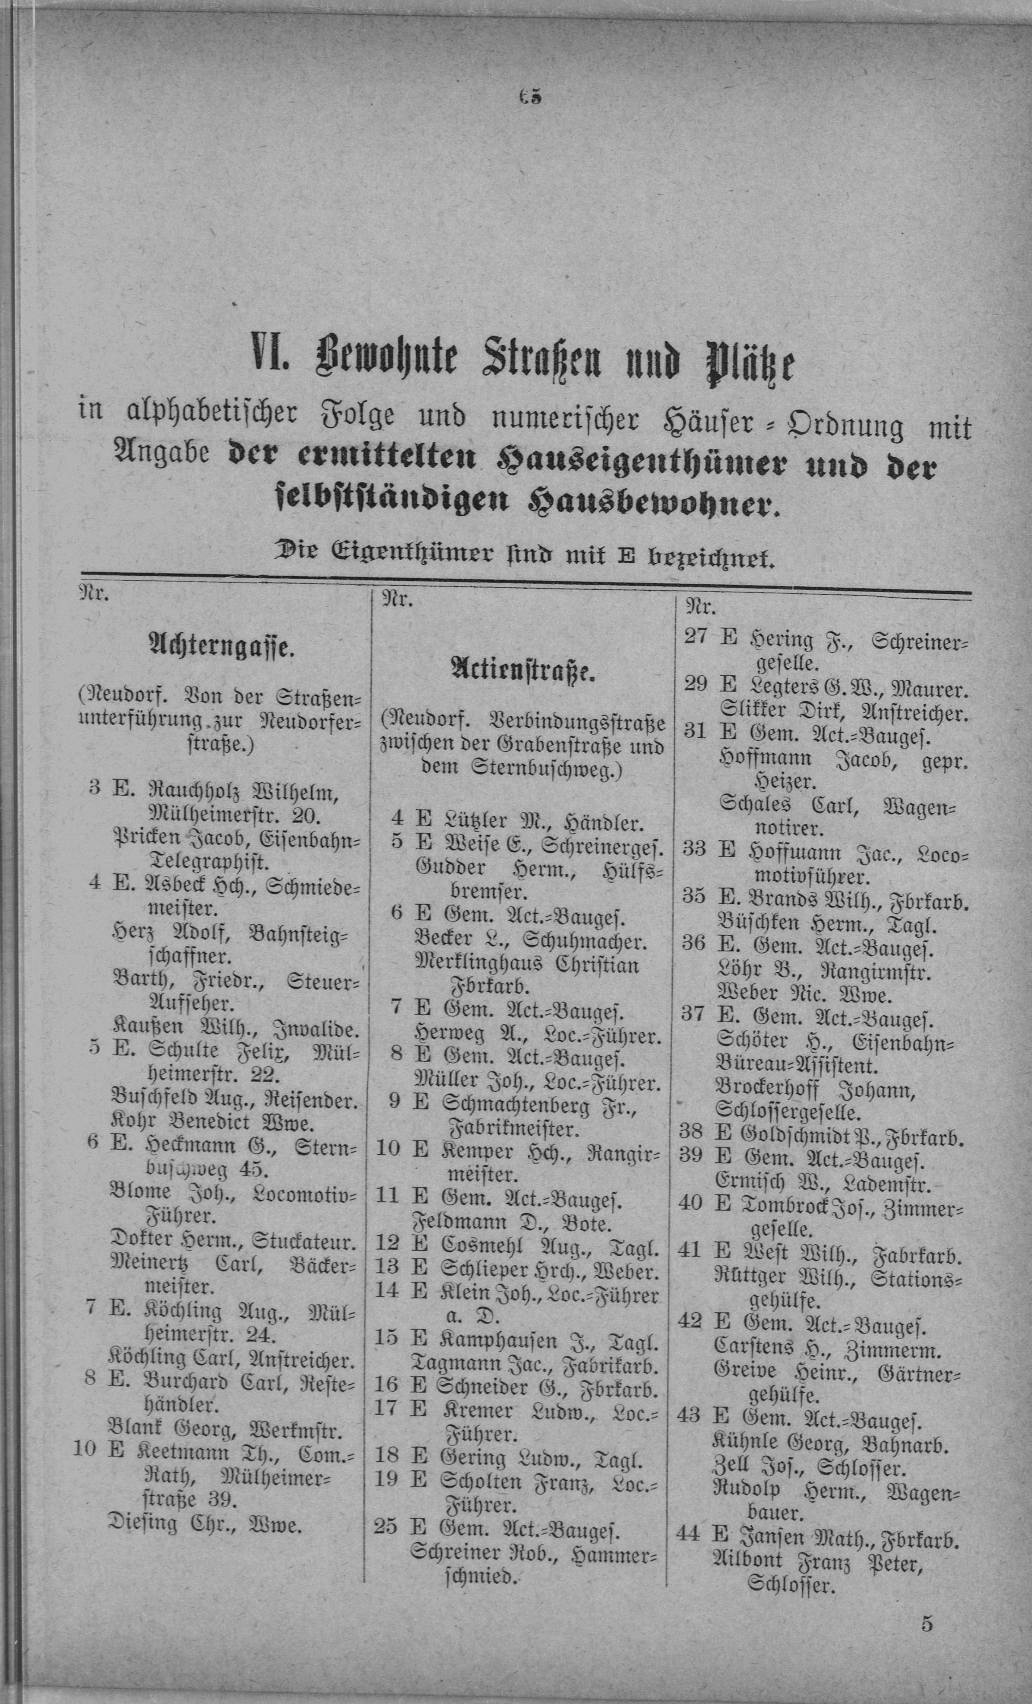 65
VI. Bewohnte Straßen und Plätze
in alphabetischer Folge und numerischer Häuser-Ordnung mit
Angabe der ermittelten Hauseigenthümer und der
selbstständigen Hausbewohner.
Die Eigenthümer sind mit E bezeichnet.
Nr.
Achterngasse.
(Neudorf. Von der Straßen-
unterführung zur Neudorfer-
straße.)
3 E. Rauchholz Wilhelm,
Mülheimerstr. 20.
Pricken Jacob, Eisenbahn-
Telegraphist.
4 E. Asbeck Hch., Schmiede-
meister.
Herz Adolf, Bahnsteig-
schaffner.
Barth, Friedr., Steuer-
Aufseher.
Kaußen Wilh., Invalide.
5 E. Schulte Felix, Mül-
heimerstr. 22.
Buschfeld Aug., Reisender.
Kohr Benedict Wwe.
6 E. Heckmann G., Stern-
buschweg 45.
Blome Joh., Locomotiv-
Führer.
Dokter Herm., Stuckateur.
Meinertz Carl, Bäcker-
meister.
7 E. Köchling Aug., Mül-
heimerstr. 24.
Köchling Carl, Anstreicher.
8 E. Burchard Carl, Reste-
händler.
Blank Georg, Werkmstr.
10 E Keetmann Th., Com.-
Rath, Mülheimer-
straße 39.
Diesing Chr., Wwe.
Nr.
Actienstraße.
(Neudorf. Verbindungsstraße
zwischen der Grabenstraße und
dem Sternbuschweg.)
4 E Lützler M., Händler.
5 E Weise E., Schreinerges.
Gudder Herm., Hülfs-
bremser.
6 E Gem. Act.-Bauges.
Becker L., Schuhmacher.
Merklinghaus Christian
Fbrkarb.
7 E Gem. Act.-Bauges.
Herweg A., Loc.-Führer.
8 E Gem. Act.-Bauges.
Müller Joh., Loc.-Führer.
9 E Schmachtenberg Fr.,
Fabrikmeister.
10 E Kemper Hch., Rangir-
meister.
11 E Gem. Act.-Bauges.
Feldmann D., Bote.
12 E Cosmehl Aug., Tagl.
13 E Schlieper Hrch., Weber.
14 E Klein Joh., Loc.-Führer
a. D.
15 E Kamphausen J., Tagl.
Tagmann Jac., Fabrikarb.
16 E Schneider G., Fbrkarb.
17 E Kremer Ludw., Loc.-
Führer.
18 E Gering Ludw., Tagl.
19 E Scholten Franz, Loc.-
Führer.
25 E Gem. Act.-Bauges.
Schreiner Rob., Hammer-
schmied.
Nr.
27 E Hering F., Schreiner-
geselle.
29 E Legters G. W., Maurer.
Slikker Dirk, Anstreicher.
31 E Gem. Act.-Bauges.
Hoffmann Jacob, gepr.
Heizer.
Schales Carl, Wagen-
notirer.
33 E Hoffmann Jac., Loco-
motivführer.
35 E. Brands Wilh., Fbrkarb.
Büschken Herm., Tagl.
36 E. Gem. Act.-Bauges.
Löhr B., Rangirmstr.
Weber Nic. Wwe.
37 E. Gem. Act.-Bauges.
Schöter H., Eisenbahn-
Büreau-Assistent.
Brockerhoff Johann,
Schlossergeselle.
38 E Goldschmidt P., Fbrkarb.
39 E Gem. Act.-Bauges.
Ermisch W., Lademstr.
40 E Tombrock Jos., Zimmer-
geselle.
41 E West Wilh., Fabrkarb.
Rüttger Wilh., Stations-
gehülfe.
42 E Gem. Act.-Bauges.
Carstens H., Zimmerm.
Greive Heinr., Gärtner-
gehülfe.
43 E Gem. Act.-Bauges.
Kühnle Georg, Bahnarb.
Zell Jos., Schlosser.
Rudolp Herm., Wagen-
bauer.
44 E Jansen Math., Fbrkarb.
Ailbont Franz Peter,
Schlosser.
5